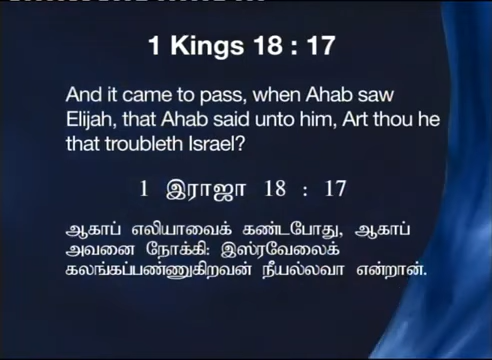 1 Kings 18 : 17
And it came to pass, when Ahab saw
Elijah, that Ahab said unto him, Art thou he
that troubleth Israel?
1 இராஜா 18 : 17
ஆகாப் எலியாவைக் கண்டபோது, ஆகாப்
அவனை நோக்கி: இஸ்ரவேலைக்
கலங்கப்பண்ணுகிறவன் நீயல்லவா என்றான்.